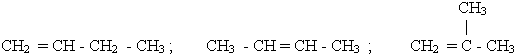 CH₃
|
CH₂ = CH - CH₂ - CH₃ ; CH₃ - CH = CH - CH₃ ; CH₂ = C - CH₃